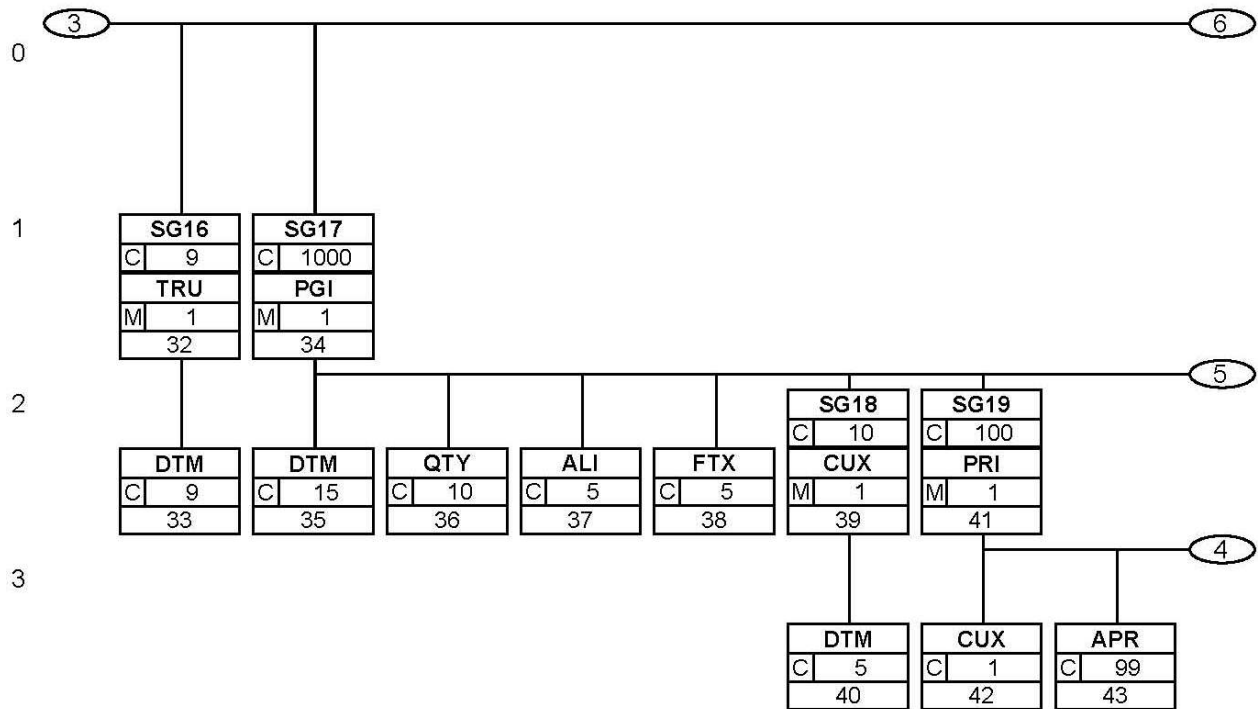 3 6
0
1
SG16 SG17
C 9 C 1000
TRU PGI
M 1 M 1
32 34
5
2
SG18 SG19
C 10 C 100
DTM DTM QTY ALI FTX CUX PRI
C 9 C 15 C 10 C 5 C 5 M 1 M 1
33 35 36 37 38 39 41
4
3
DTM CUX APR
C 5 C 1 C 99
40 42 43